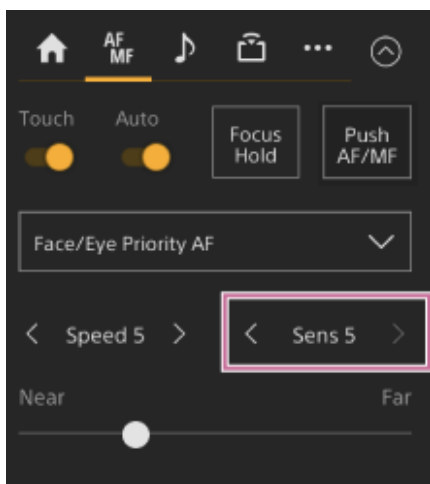 AF
MF
Touch Auto
Focus
Hold
Push
AF/MF
Face/Eye Priority AF
Speed 5
Sens 5
Near Far